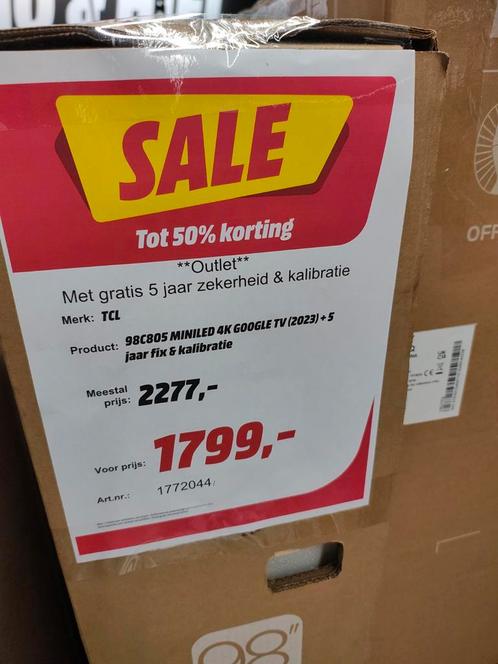 SALE
Tot 50% korting
**Outlet**
Met gratis 5 jaar zekerheid & kalibratie
Merk: TCL
Product: 98C805 MINILED 4K GOOGLE TV (2023) + 5
jaar fix & kalibratie
Meestal
prijs: 2277,-
Voor prijs: 1799,-
Art.nr.: 1772044
OFF
98"